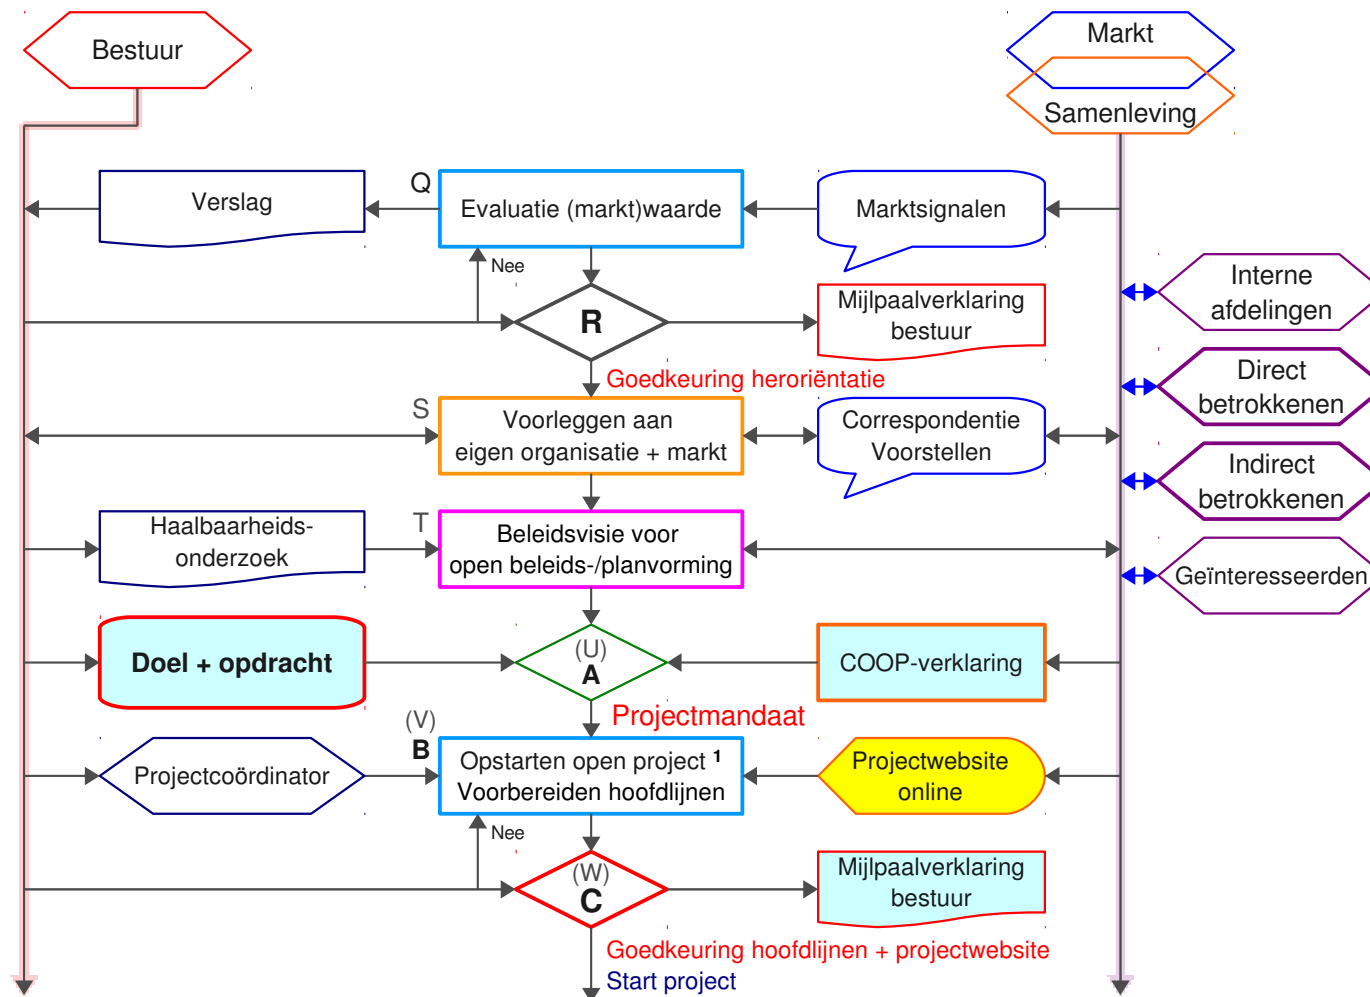 Bestuur
Markt
Samenleving
Verslag
Q
Evaluatie (markt)waarde
Marktsignalen
Nee
R
Mijlpaalverklaring
bestuur
Interne
afdelingen
Goedkeuring heroriëntatie
Direct
betrokkenen
S
Voorleggen aan
eigen organisatie + markt
Correspondentie
Voorstellen
Indirect
betrokkenen
Haalbaarheids-
onderzoek
T
Beleidsvisie voor
open beleids-/planvorming
Geïnteresseerden
Doel + opdracht
(U)
A
COOP-verklaring
Projectmandaat
(V)
B
Projectcoördinator
Opstarten open project ¹
Voorbereiden hoofdlijnen
Projectwebsite
online
Nee
(W)
C
Mijlpaalverklaring
bestuur
Goedkeuring hoofdlijnen + projectwebsite
Start project